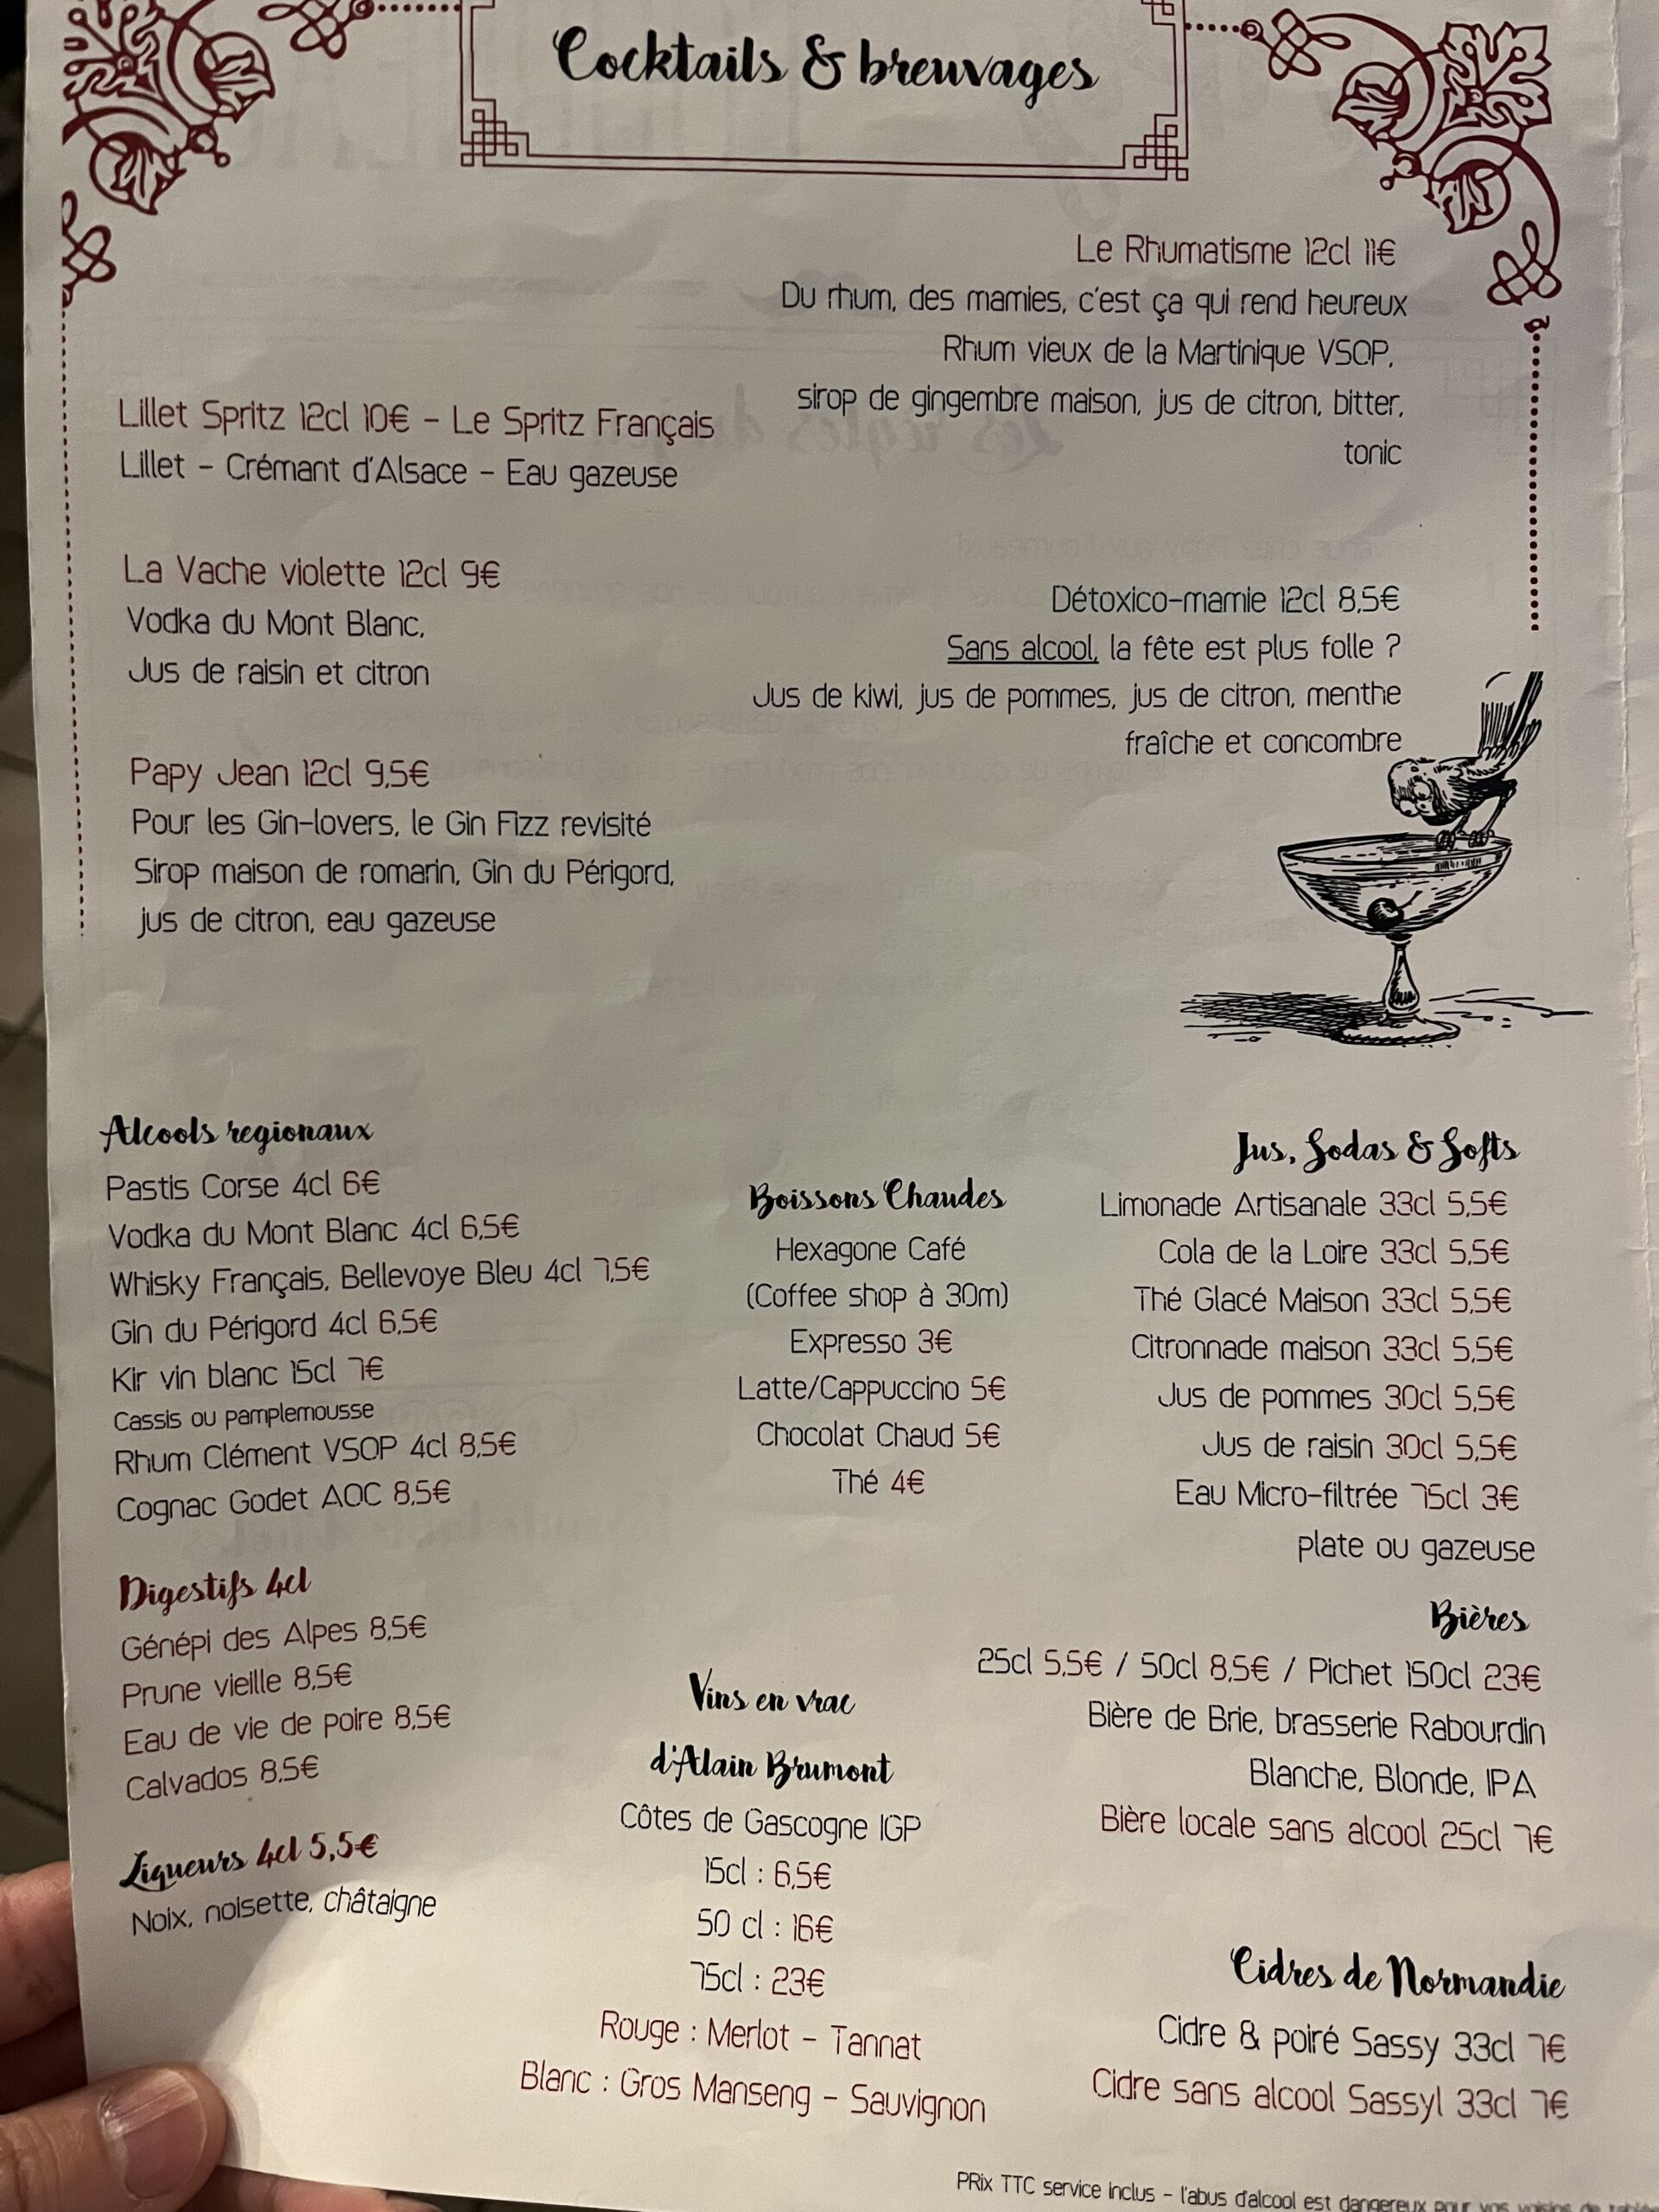 Cocktails & breuvages
Lillet Spritz 12cl 10€ - Le Spritz Français
Lillet - Crémant d'Alsace - Eau gazeuse
La Vache violette 12cl 9€
Vodka du Mont Blanc,
Jus de raisin et citron
Papy Jean 12cl 9,5€
Pour les Gin-lovers, le Gin Fizz revisité
Sirop maison de romarin, Gin du Périgord,
jus de citron, eau gazeuse
Le Rhumatisme 12cl 11€
Du rhum, des mamies, c'est ça qui rend heureux
Rhum vieux de la Martinique VSOP,
sirop de gingembre maison, jus de citron, bitter,
tonic
Détoxico-mamie 12cl 8,5€
Sans alcool, la fête est plus folle ?
Jus de kiwi, jus de pommes, jus de citron, menthe
fraîche et concombre
Alcools regionaux
Pastis Corse 4cl 6€
Vodka du Mont Blanc 4cl 6,5€
Whisky Français, Bellevoye Bleu 4cl 7,5€
Gin du Périgord 4cl 6,5€
Kir vin blanc 15cl 7€
Cassis ou pamplemousse
Rhum Clément VSOP 4cl 8,5€
Cognac Godet AOC 8,5€
Digestifs 4cl
Génépi des Alpes 8,5€
Prune vieille 8,5€
Eau de vie de poire 8,5€
Calvados 8,5€
Liqueurs 4cl 5,5€
Noix, noisette, châtaigne
Boissons Chaudes
Hexagone Café
(Coffee shop à 30m)
Expresso 3€
Latte/Cappuccino 5€
Chocolat Chaud 5€
Thé 4€
Vins en vrac
d'Alain Brumont
Côtes de Gascogne IGP
15cl : 6,5€
50 cl : 16€
75cl : 23€
Rouge : Merlot - Tannat
Blanc : Gros Manseng - Sauvignon
Jus, Sodas & Softs
Limonade Artisanale 33cl 5,5€
Cola de la Loire 33cl 5,5€
Thé Glacé Maison 33cl 5,5€
Citronnade maison 33cl 5,5€
Jus de pommes 30cl 5,5€
Jus de raisin 30cl 5,5€
Eau Micro-filtrée 75cl 3€
plate ou gazeuse
Bières
25cl 5,5€ / 50cl 8,5€ / Pichet 150cl 23€
Bière de Brie, brasserie Rabourdin
Blanche, Blonde, IPA
Bière locale sans alcool 25cl 7€
Cidres de Normandie
Cidre & poiré Sassy 33cl 7€
Cidre sans alcool Sassyl 33cl 7€
PRix TTC service inclus - l'abus d'alcool est dangereux pour vos voisins de